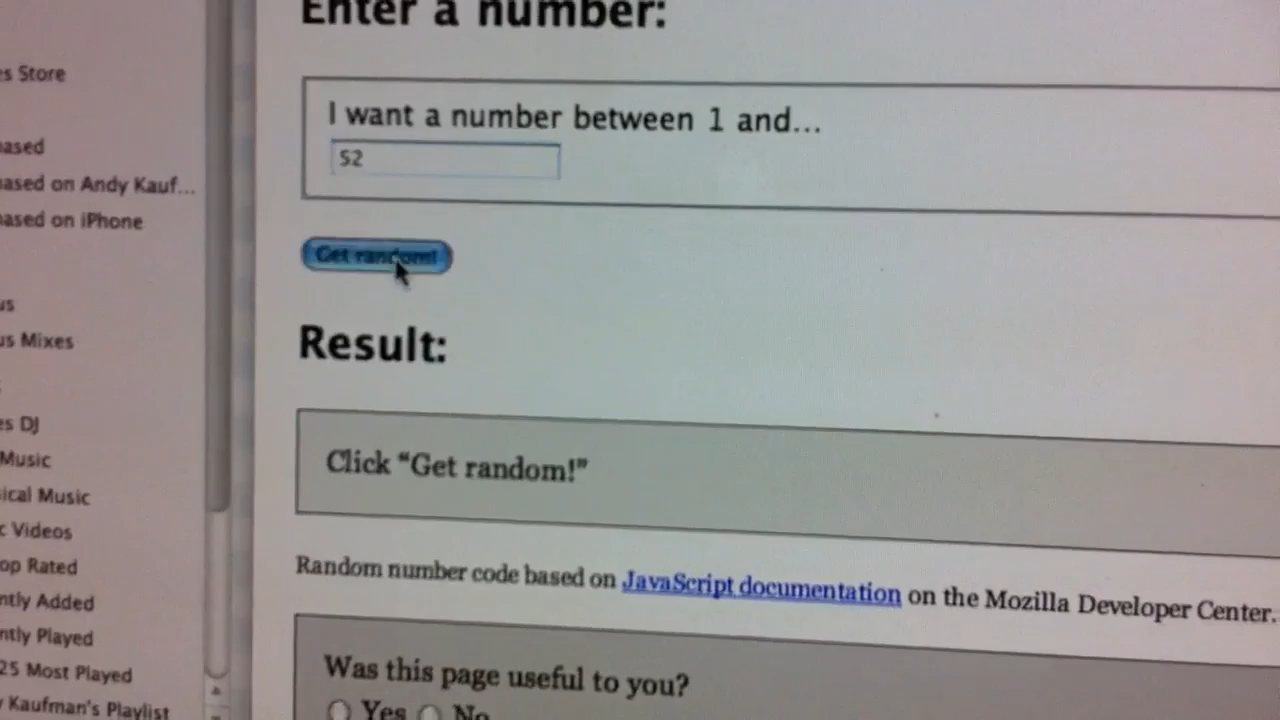 Enter a number:
I want a number between 1 and...
52
Get random!
Result:
Click “Get random!”
Random number code based on JavaScript documentation on the Mozilla Developer Center.
Was this page useful to you?
Yes No
es Store
ased
ased on Andy Kauf...
ased on iPhone
us
us Mixes
es DJ
Music
ical Music
c Videos
op Rated
ntly Added
ntly Played
25 Most Played
y Kaufman's Playlist